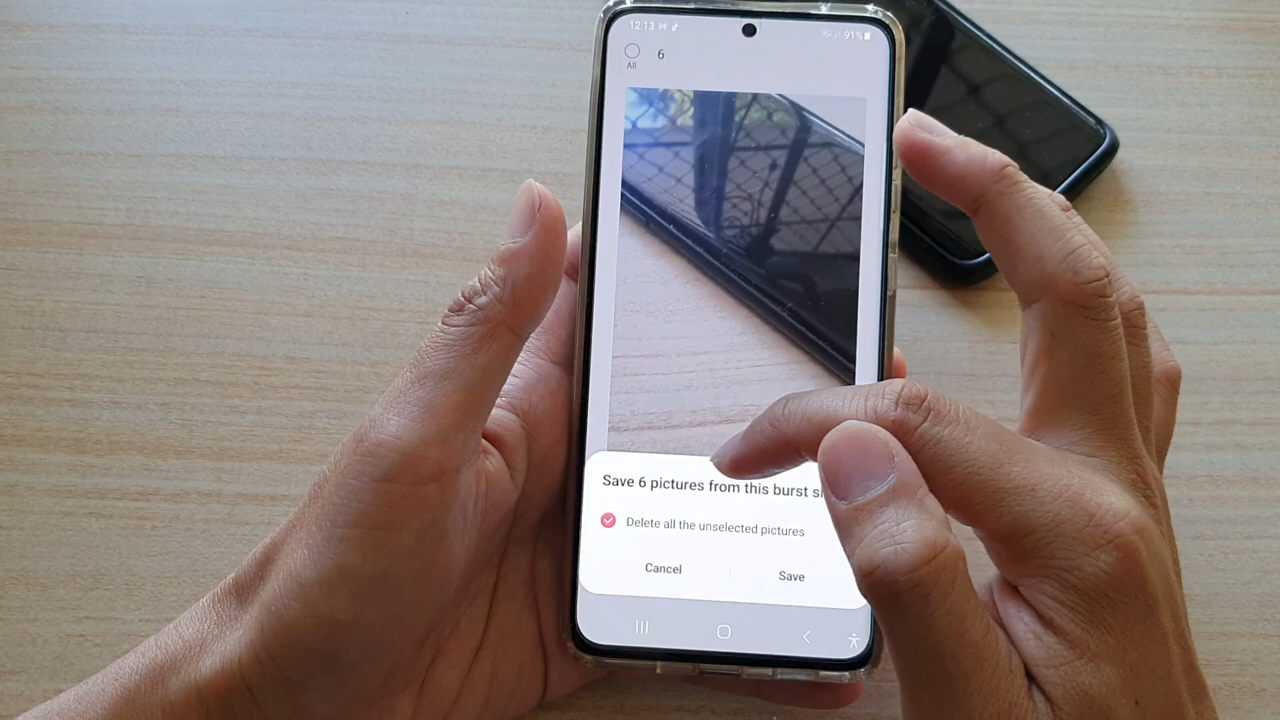 12:13
91%
6
All
Save 6 pictures from this burst
Delete all the unselected pictures
Cancel
Save